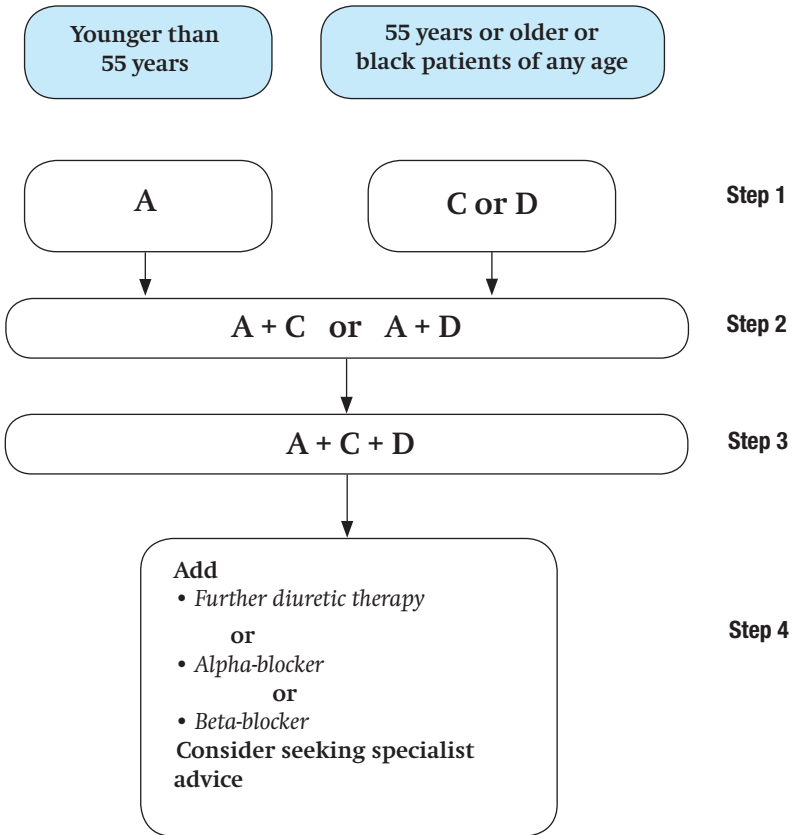 Younger than
55 years
55 years or older or
black patients of any age
A
C or D
Step 1
A + C or A + D
Step 2
A + C + D
Step 3
Add
• Further diuretic therapy
or
• Alpha-blocker
or
• Beta-blocker
Consider seeking specialist
advice
Step 4